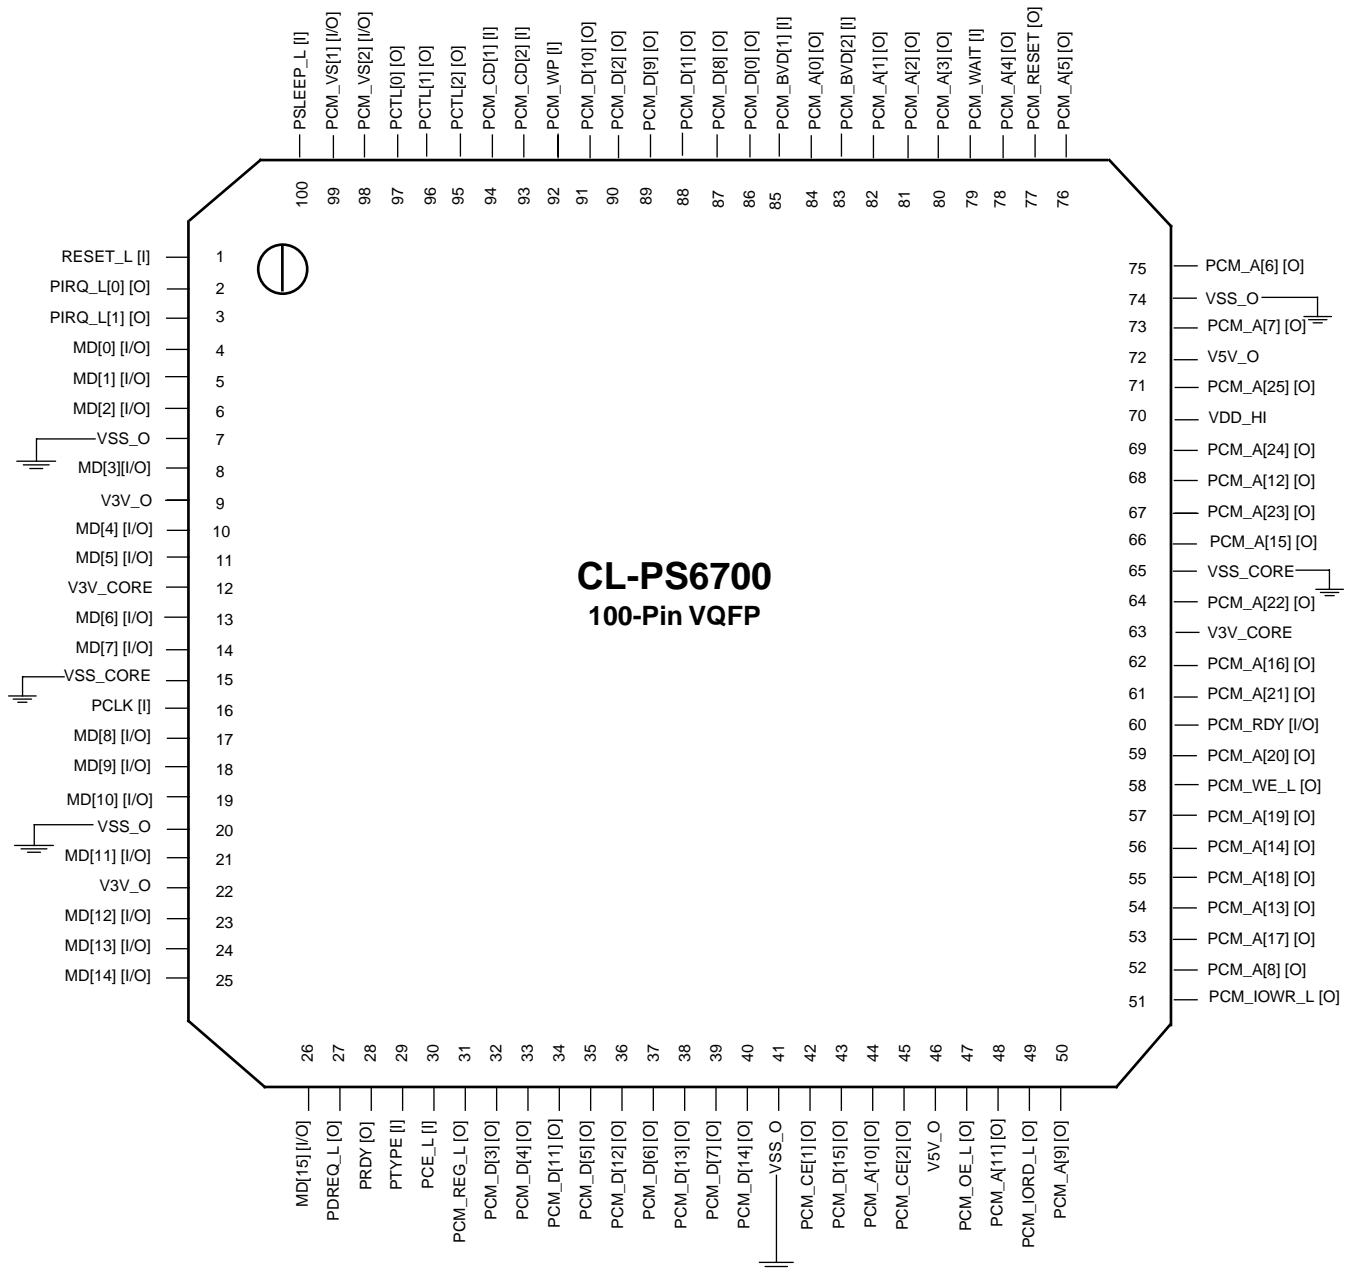 PSLEEP_L [I]
PCM_VS[1] [I/O]
PCM_VS[2] [I/O]
PCTL[0] [O]
PCTL[1] [O]
PCTL[2] [O]
PCM_CD[1] [I]
PCM_CD[2] [I]
PCM_WP [I]
PCM_D[10] [O]
PCM_D[2] [O]
PCM_D[9] [O]
PCM_D[1] [O]
PCM_D[8] [O]
PCM_D[0] [O]
PCM_BVD[1] [I]
PCM_A[0] [O]
PCM_BVD[2] [I]
PCM_A[1] [O]
PCM_A[2] [O]
PCM_A[3] [O]
PCM_WAIT [I]
PCM_A[4] [O]
PCM_RESET [O]
PCM_A[5] [O]
100
99
98
97
96
95
94
93
92
91
90
89
88
87
86
85
84
83
82
81
80
79
78
77
76
RESET_L [I] 1
PIRQ_L[0] [O] 2
PIRQ_L[1] [O] 3
MD[0] [I/O] 4
MD[1] [I/O] 5
MD[2] [I/O] 6
VSS_O 7
MD[3][I/O] 8
V3V_O 9
MD[4] [I/O] 10
MD[5] [I/O] 11
V3V_CORE 12
MD[6] [I/O] 13
MD[7] [I/O] 14
VSS_CORE 15
PCLK [I] 16
MD[8] [I/O] 17
MD[9] [I/O] 18
MD[10] [I/O] 19
VSS_O 20
MD[11] [I/O] 21
V3V_O 22
MD[12] [I/O] 23
MD[13] [I/O] 24
MD[14] [I/O] 25
CL-PS6700
100-Pin VQFP
75 PCM_A[6] [O]
74 VSS_O
73 PCM_A[7] [O]
72 V5V_O
71 PCM_A[25] [O]
70 VDD_HI
69 PCM_A[24] [O]
68 PCM_A[12] [O]
67 PCM_A[23] [O]
66 PCM_A[15] [O]
65 VSS_CORE
64 PCM_A[22] [O]
63 V3V_CORE
62 PCM_A[16] [O]
61 PCM_A[21] [O]
60 PCM_RDY [I/O]
59 PCM_A[20] [O]
58 PCM_WE_L [O]
57 PCM_A[19] [O]
56 PCM_A[14] [O]
55 PCM_A[18] [O]
54 PCM_A[13] [O]
53 PCM_A[17] [O]
52 PCM_A[8] [O]
51 PCM_IOWR_L [O]
26
27
28
29
30
31
32
33
34
35
36
37
38
39
40
41
42
43
44
45
46
47
48
49
50
MD[15] [I/O]
PDREQ_L [O]
PRDY [O]
PTYPE [I]
PCE_L [I]
PCM_REG_L [O]
PCM_D[3] [O]
PCM_D[4] [O]
PCM_D[11] [O]
PCM_D[5] [O]
PCM_D[12] [O]
PCM_D[6] [O]
PCM_D[13] [O]
PCM_D[7] [O]
PCM_D[14] [O]
VSS_O
PCM_CE[1] [O]
PCM_D[15] [O]
PCM_A[10] [O]
PCM_CE[2] [O]
V5V_O
PCM_OE_L [O]
PCM_A[11] [O]
PCM_IORD_L [O]
PCM_A[9] [O]